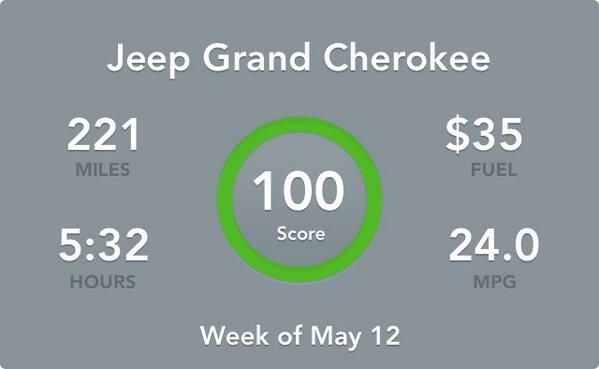 Jeep Grand Cherokee
221
MILES
5:32
HOURS
100
Score
$35
FUEL
24.0
MPG
Week of May 12